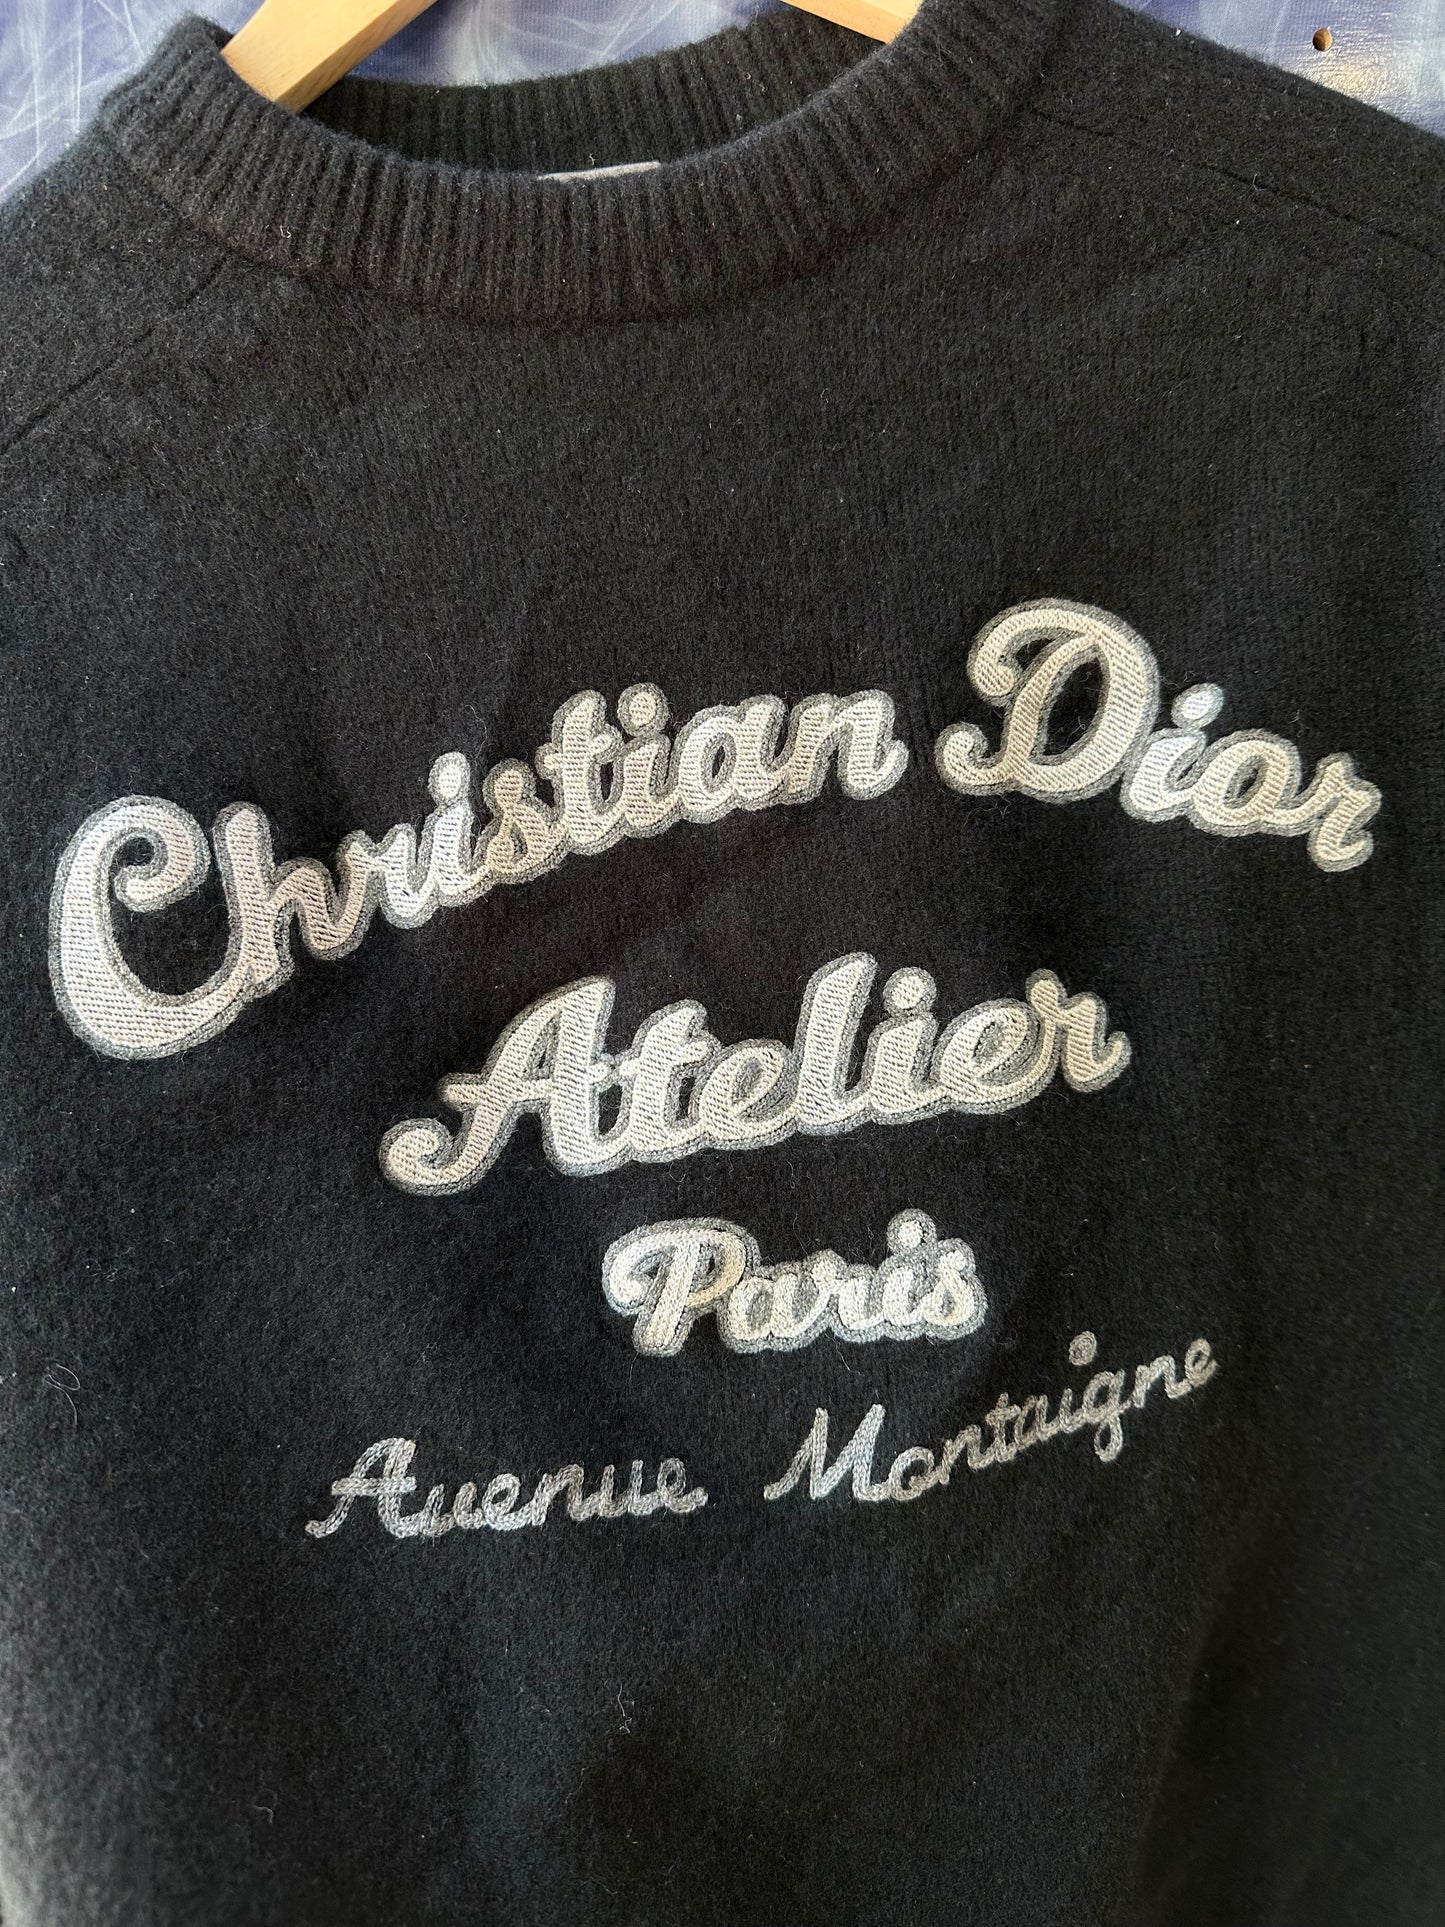 Christian Dior
Atelier
Paris
Avenue Montaigne